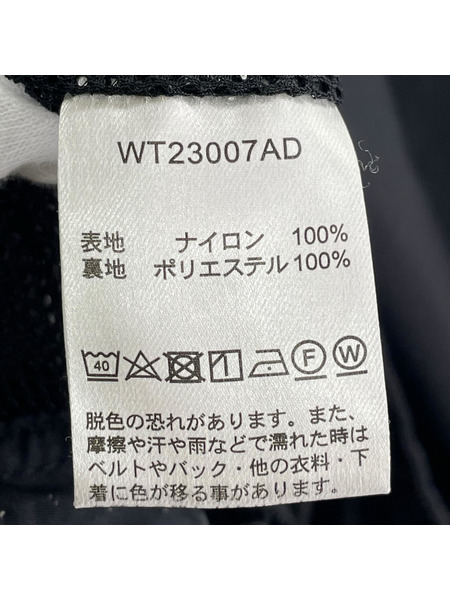 WT23007AD
表地 ナイロン 100%
裏地 ポリエステル 100%
40 F W
脱色の恐れがあります。また、
摩擦や汗や雨などで濡れた時は
ベルトやバック・他の衣料・下
着に色が移る事があります。